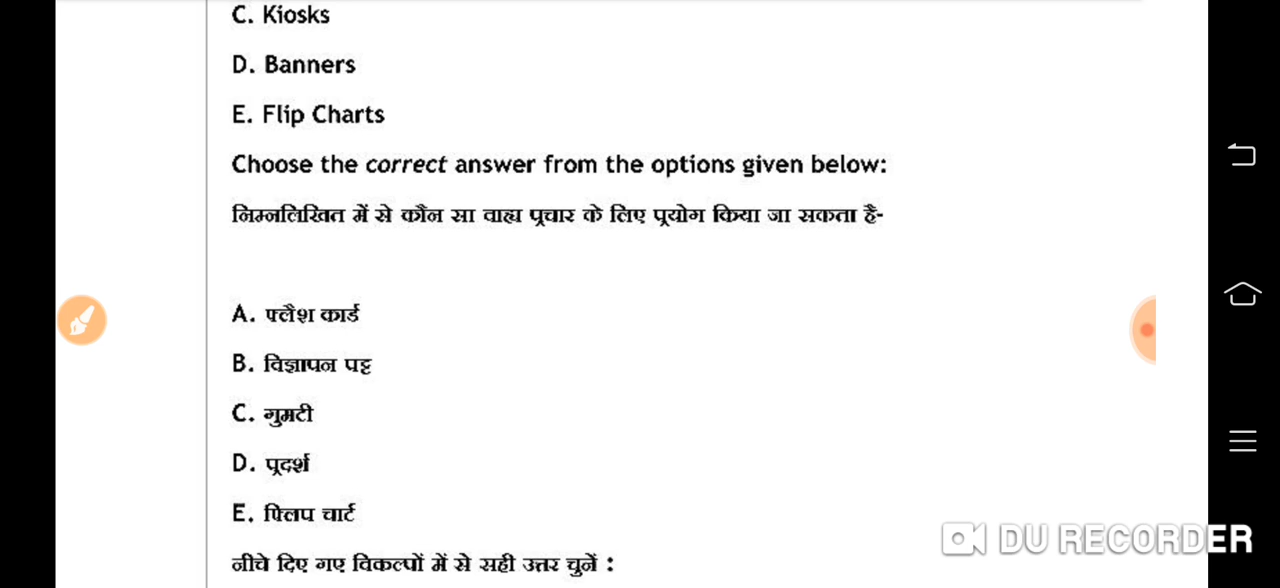 C. Kiosks
D. Banners
E. Flip Charts
Choose the correct answer from the options given below:
निम्नलिखित में से कौन सा वाह्य प्रचार के लिए प्रयोग किया जा सकता है-
A. फ्लैश कार्ड
B. विज्ञापन पट्ट
C. गुमटी
D. प्रदर्श
E. फ्लिप चार्ट
नीचे दिए गए विकल्पों में से सही उत्तर चुनें :
DU RECORDER